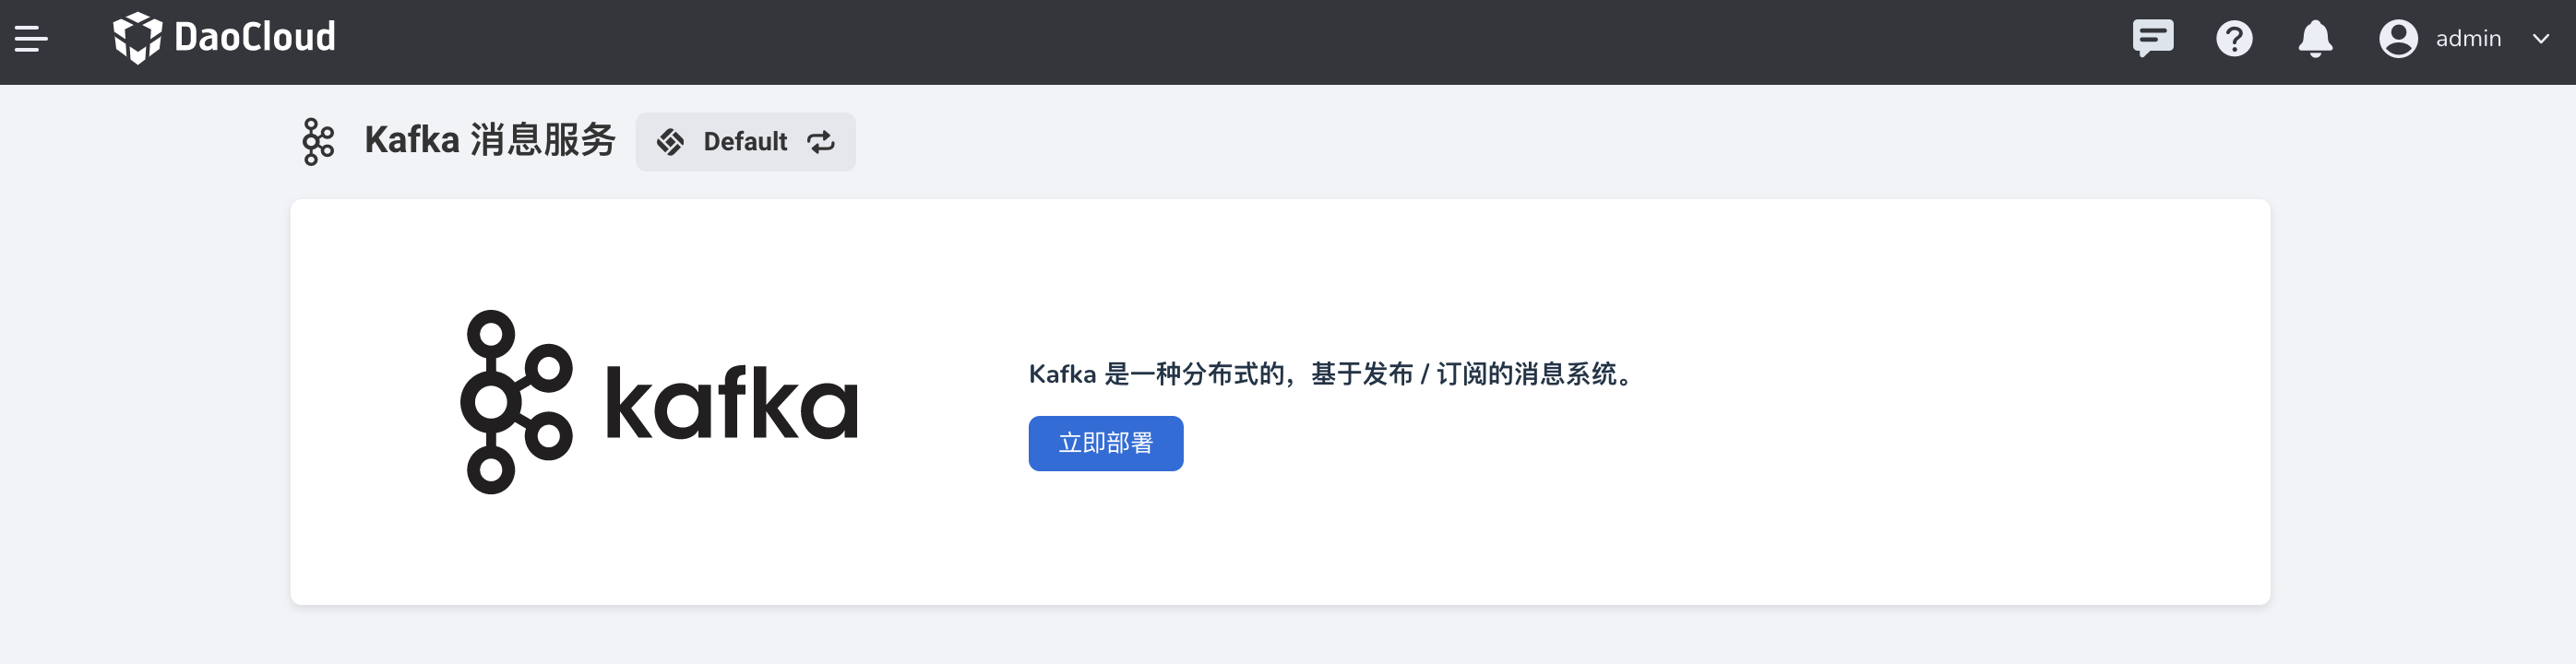 DaoCloud
admin
Kafka 消息服务
Default
kafka
Kafka 是一种分布式的，基于发布 / 订阅的消息系统。
立即部署